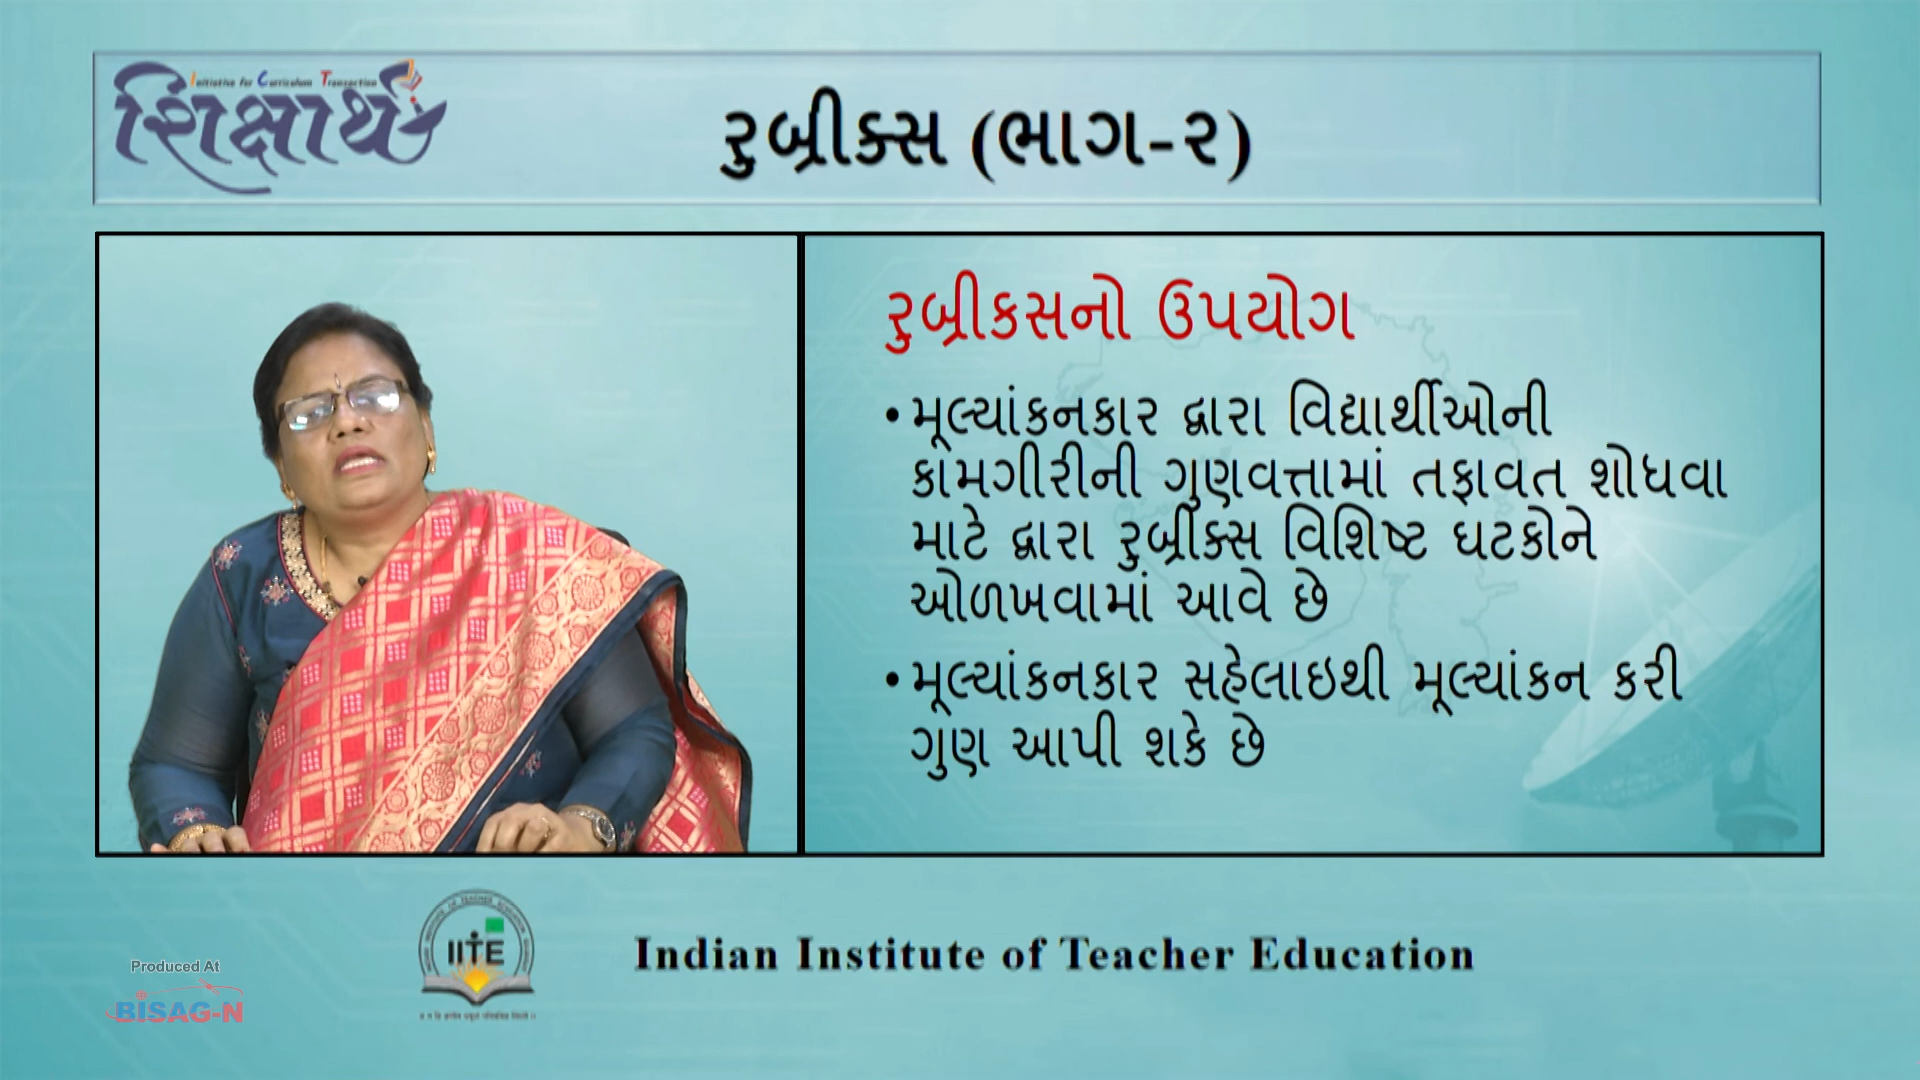 Initiative for Curriculum Transaction
શિક્ષાર્થ
રુબ્રીક્સ (ભાગ-૨)
રુબ્રીકસનો ઉપયોગ
• મૂલ્યાંકનકાર દ્વારા વિદ્યાર્થીઓની
કામગીરીની ગુણવત્તામાં તફાવત શોધવા
માટે દ્વારા રુબ્રીક્સ વિશિષ્ટ ઘટકોને
ઓળખવામાં આવે છે
• મૂલ્યાંકનકાર સહેલાઇથી મૂલ્યાંકન કરી
ગુણ આપી શકે છે
IITE
Indian Institute of Teacher Education
Produced At
BISAG-N